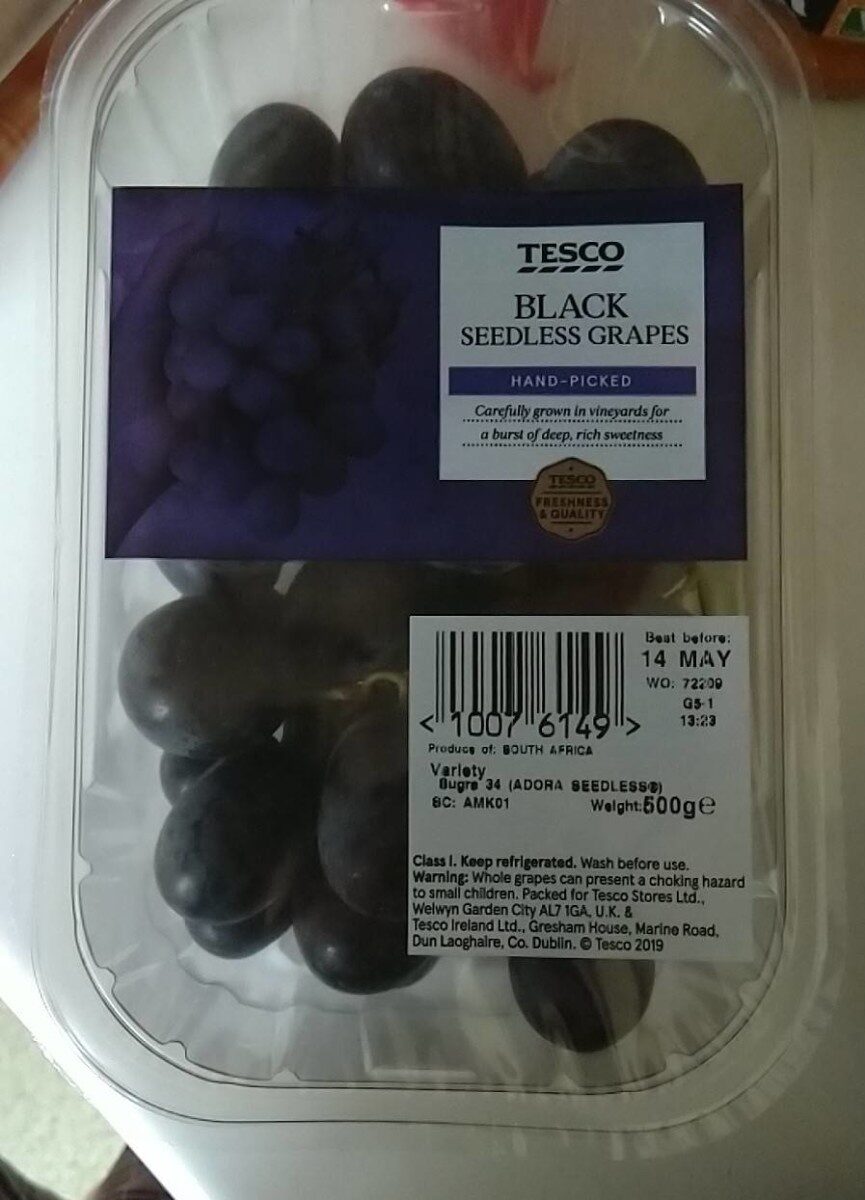 TESCO
BLACK
SEEDLESS GRAPES
HAND-PICKED
Carefully grown in vineyards for
a burst of deep, rich sweetness
TESCO
FRESHNESS
& QUALITY
Best before:
14 MAY
WO: 72209
G5-1
13:23
< 1007 6149 >
Produce of: SOUTH AFRICA
Variety
Sugra 34 (ADORA SEEDLESS®)
SC: AMK01 Weight:500g℮
Class I. Keep refrigerated. Wash before use.
Warning: Whole grapes can present a choking hazard
to small children. Packed for Tesco Stores Ltd.,
Welwyn Garden City AL7 1GA, U.K. &
Tesco Ireland Ltd., Gresham House, Marine Road,
Dun Laoghaire, Co. Dublin. © Tesco 2019